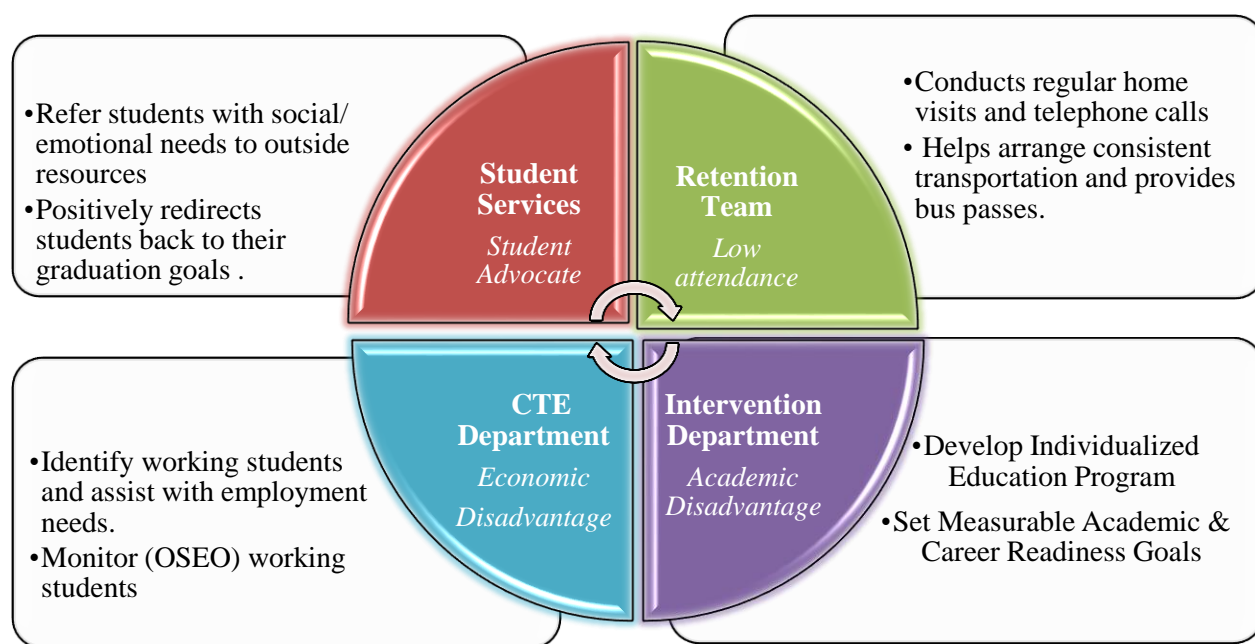 •Refer students with social/
emotional needs to outside
resources
•Positively redirects
students back to their
graduation goals .
Student
Services
Student
Advocate
Retention
Team
Low
attendance
•Conducts regular home
visits and telephone calls
• Helps arrange consistent
transportation and provides
bus passes.
•Identify working students
and assist with employment
needs.
•Monitor (OSEO) working
students
CTE
Department
Economic
Disadvantage
Intervention
Department
Academic
Disadvantage
•Develop Individualized
Education Program
•Set Measurable Academic &
Career Readiness Goals